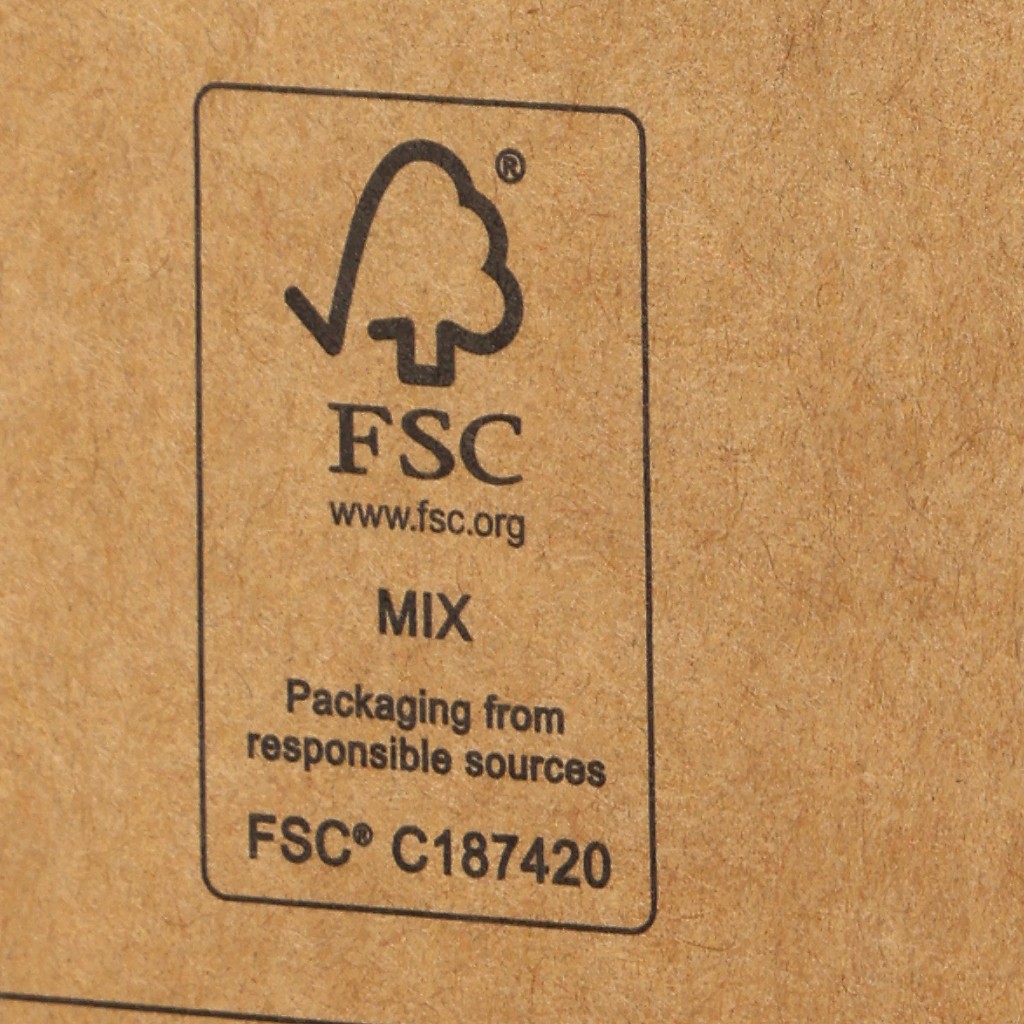 ®
FSC
www.fsc.org
MIX
Packaging from
responsible sources
FSC® C187420